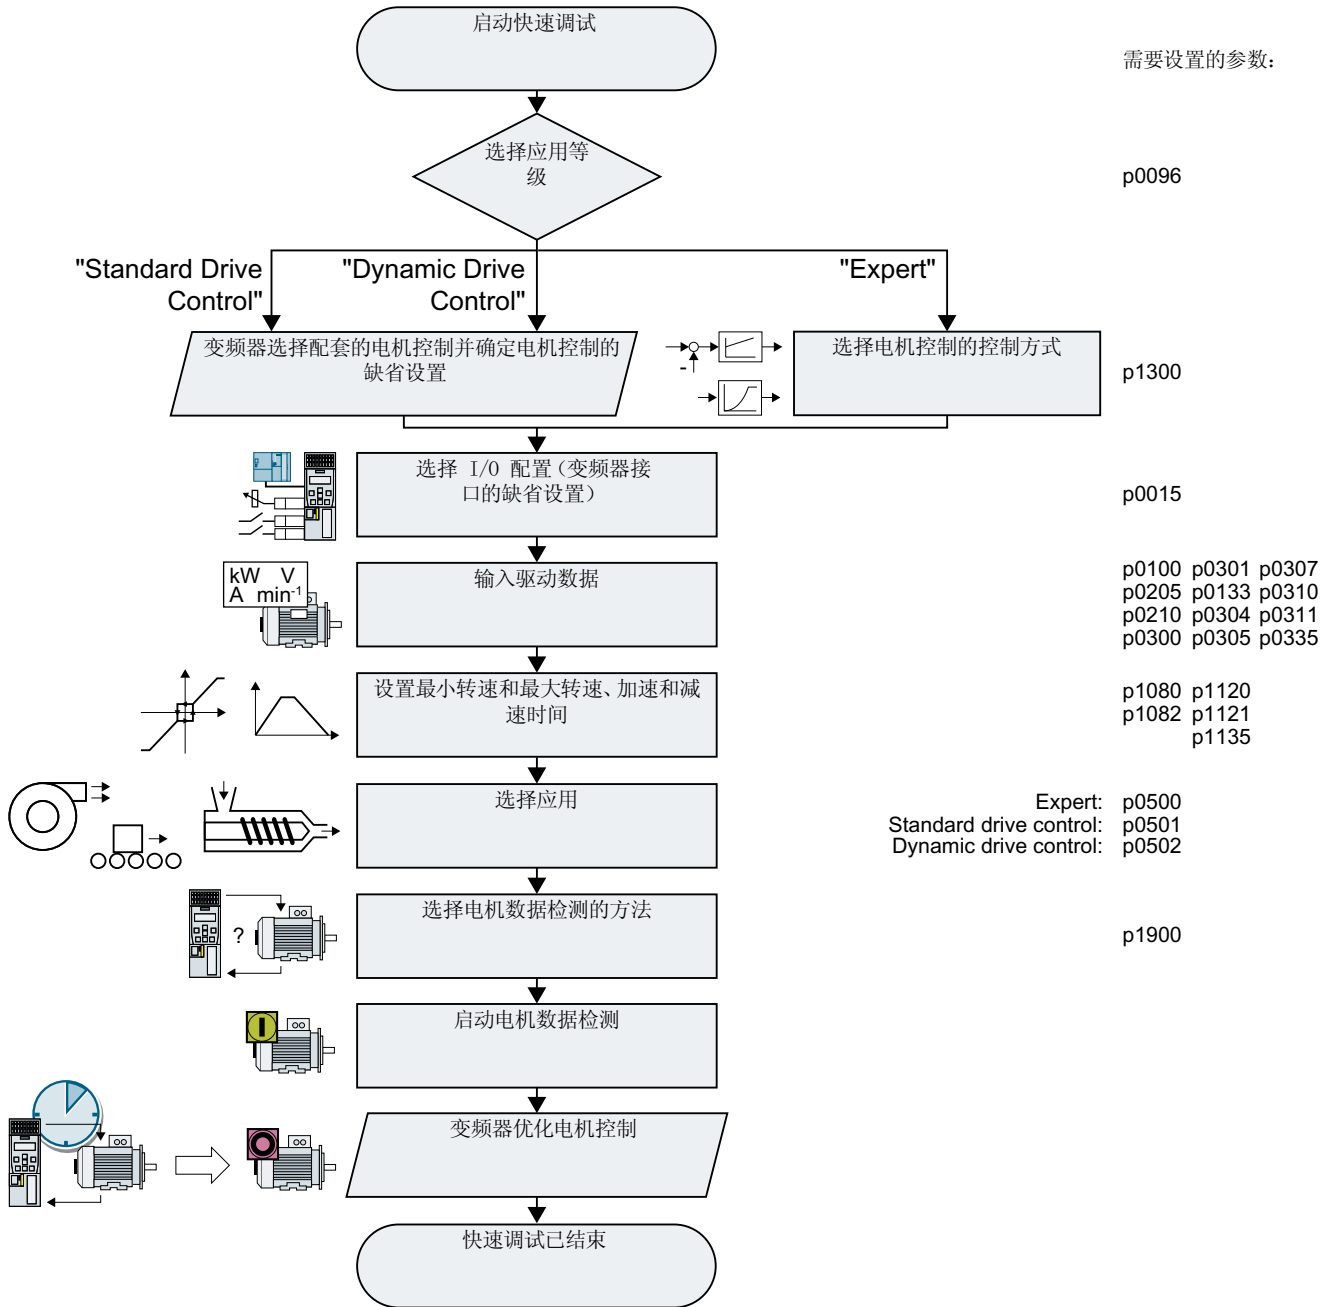 启动快速调试
需要设置的参数：
选择应用等
级
p0096
"Standard Drive
Control"
"Dynamic Drive
Control"
"Expert"
变频器选择配套的电机控制并确定电机控制的
缺省设置
-
选择电机控制的控制方式
p1300
选择 I/O 配置（变频器接
口的缺省设置）
p0015
kW V
A min-1
输入驱动数据
p0100 p0301 p0307
p0205 p0133 p0310
p0210 p0304 p0311
p0300 p0305 p0335
设置最小转速和最大转速、加速和减
速时间
p1080 p1120
p1082 p1121
p1135
选择应用
Expert: p0500
Standard drive control: p0501
Dynamic drive control: p0502
?
选择电机数据检测的方法
p1900
启动电机数据检测
变频器优化电机控制
快速调试已结束